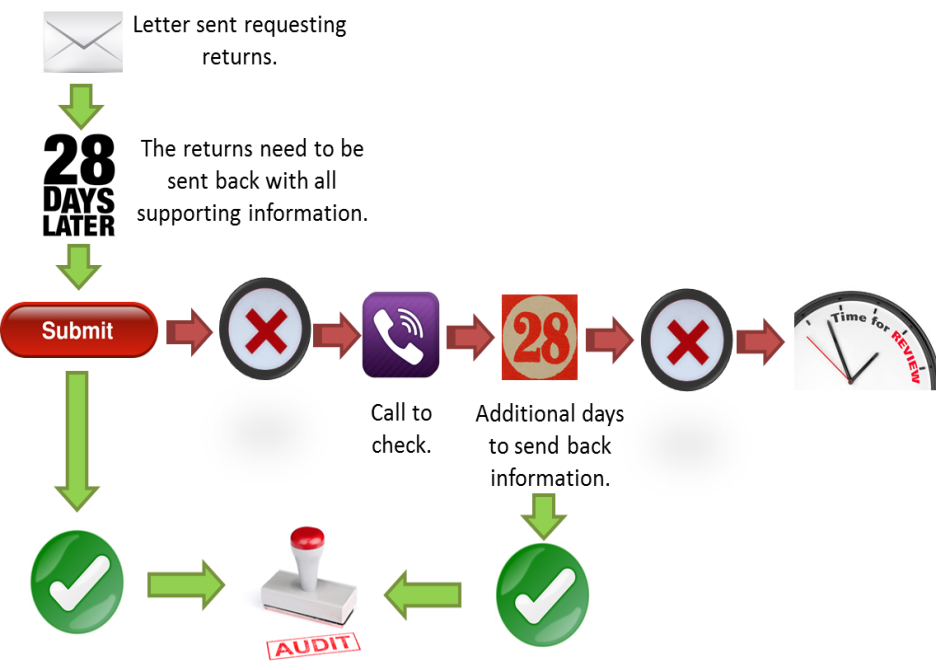 Letter sent requesting
returns.
28
DAYS
LATER
The returns need to be
sent back with all
supporting information.
Submit
28
Time for REVIEW
Call to
check.
Additional days
to send back
information.
AUDIT